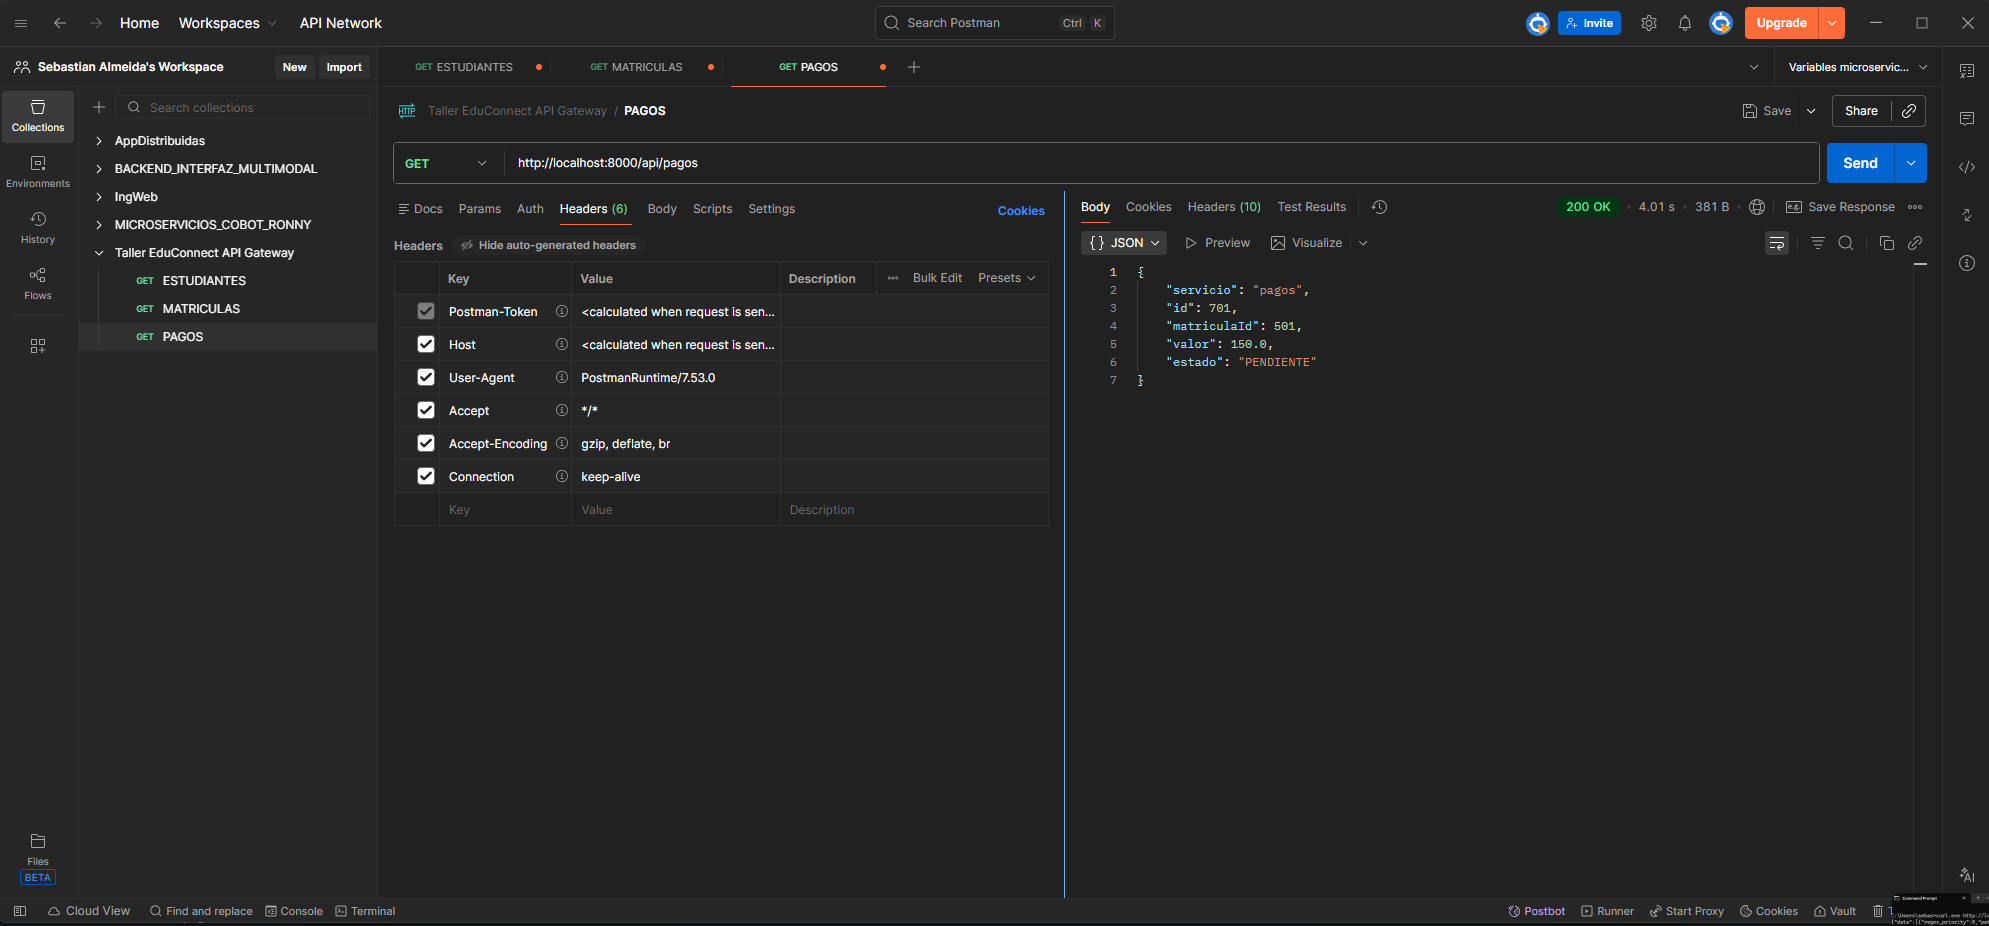 Home Workspaces API Network Search Postman Ctrl K Invite Upgrade
Sebastian Almeida's Workspace New Import GET ESTUDIANTES GET MATRICULAS GET PAGOS Variables microservic...
Collections
Environments
History
Flows
Files
BETA
Search collections
AppDistribuidas
BACKEND_INTERFAZ_MULTIMODAL
IngWeb
MICROSERVICIOS_COBOT_RONNY
Taller EduConnect API Gateway
GET ESTUDIANTES
GET MATRICULAS
GET PAGOS
HTTP Taller EduConnect API Gateway / PAGOS Save Share
GET http://localhost:8000/api/pagos Send
Docs Params Auth Headers (6) Body Scripts Settings Cookies
Headers Hide auto-generated headers
Key Value Description Bulk Edit Presets
Postman-Token <calculated when request is sen...
Host <calculated when request is sen...
User-Agent PostmanRuntime/7.53.0
Accept */*
Accept-Encoding gzip, deflate, br
Connection keep-alive
Key Value Description
Body Cookies Headers (10) Test Results 200 OK • 4.01 s • 381 B Save Response
{} JSON Preview Visualize
1 {
2 "servicio": "pagos",
3 "id": 701,
4 "matriculaId": 501,
5 "valor": 150.0,
6 "estado": "PENDIENTE"
7 }
Cloud View Find and replace Console Terminal Postbot Runner Start Proxy Cookies Vault
Command Prompt